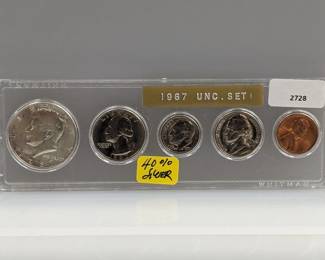 1967 UNC. SET
2728
40%
SILVER
WHITMAN